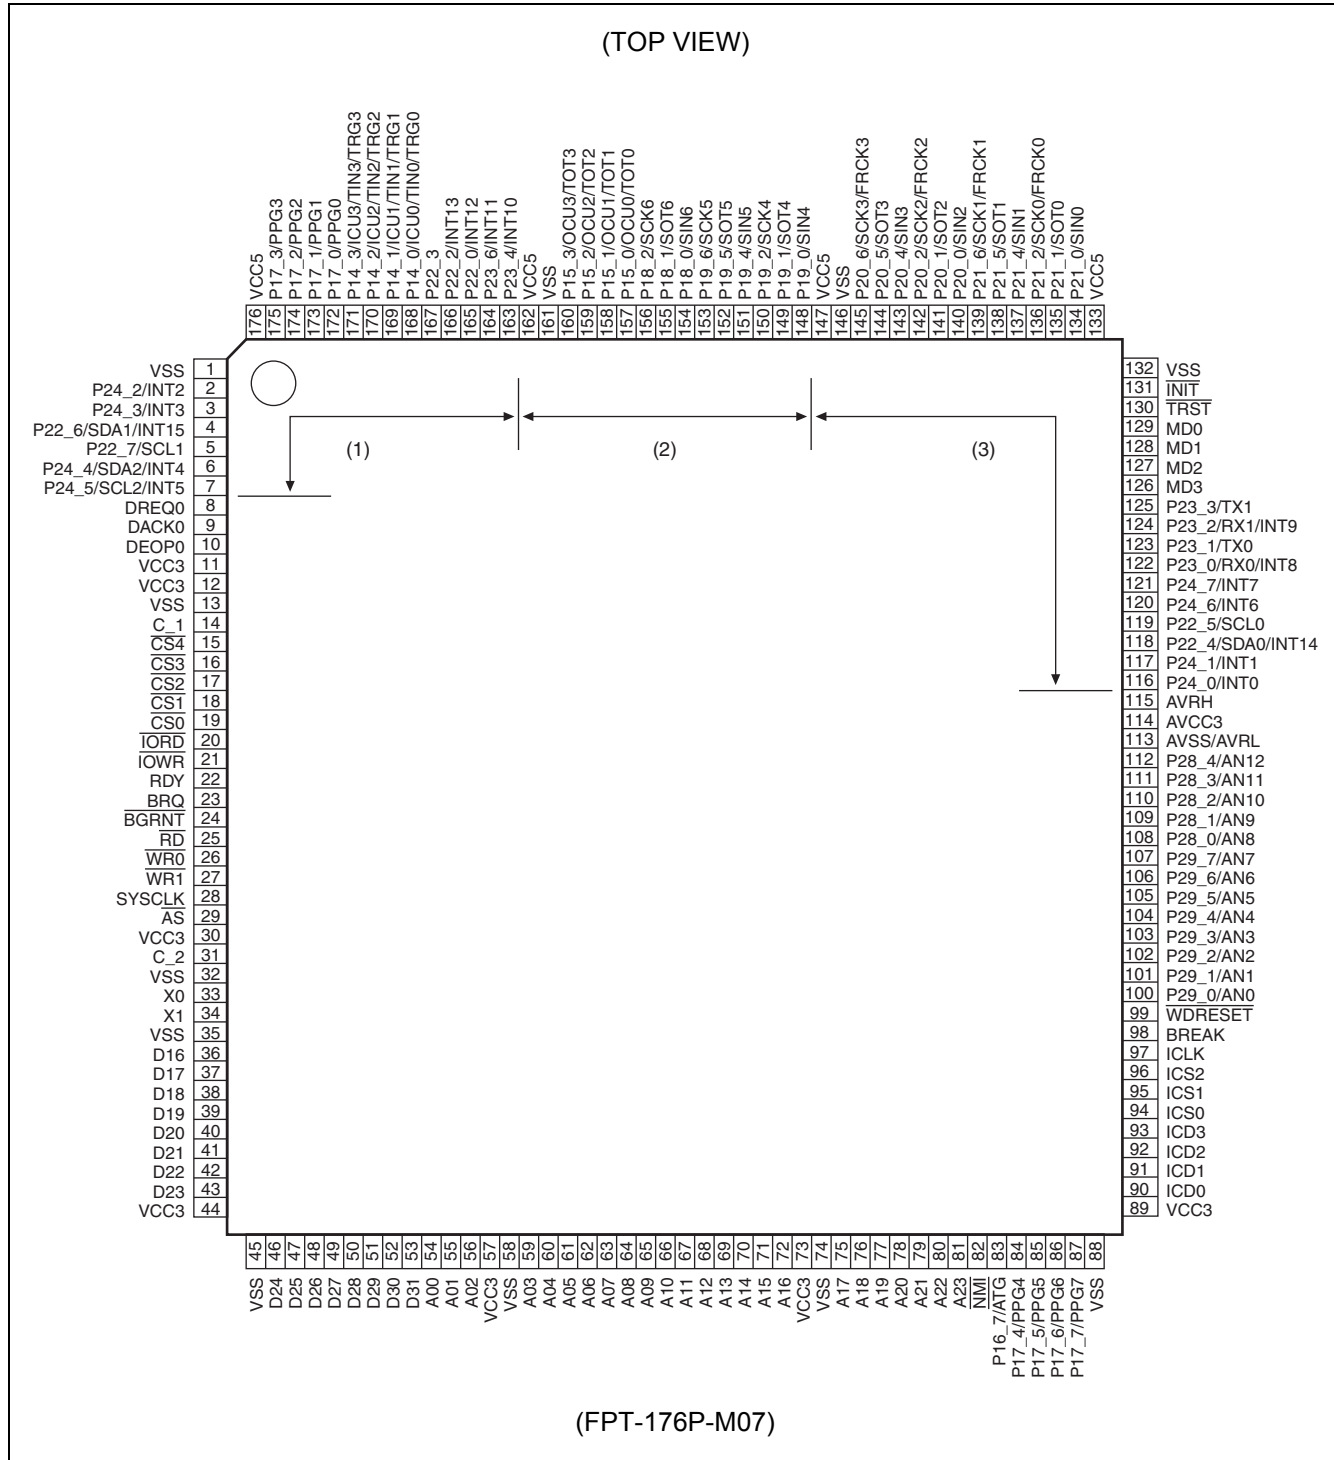 (TOP VIEW)
176 VCC5
175 P17_3/PPG3
174 P17_2/PPG2
173 P17_1/PPG1
172 P17_0/PPG0
171 P14_3/ICU3/TIN3/TRG3
170 P14_2/ICU2/TIN2/TRG2
169 P14_1/ICU1/TIN1/TRG1
168 P14_0/ICU0/TIN0/TRG0
167 P22_3
166 P22_2/INT13
165 P22_0/INT12
164 P23_6/INT11
163 P23_4/INT10
162 VCC5
161 VSS
160 P15_3/OCU3/TOT3
159 P15_2/OCU2/TOT2
158 P15_1/OCU1/TOT1
157 P15_0/OCU0/TOT0
156 P18_2/SCK6
155 P18_1/SOT6
154 P18_0/SIN6
153 P19_6/SCK5
152 P19_5/SOT5
151 P19_4/SIN5
150 P19_2/SCK4
149 P19_1/SOT4
148 P19_0/SIN4
147 VCC5
146 VSS
145 P20_6/SCK3/FRCK3
144 P20_5/SOT3
143 P20_4/SIN3
142 P20_2/SCK2/FRCK2
141 P20_1/SOT2
140 P20_0/SIN2
139 P21_6/SCK1/FRCK1
138 P21_5/SOT1
137 P21_4/SIN1
136 P21_2/SCK0/FRCK0
135 P21_1/SOT0
134 P21_0/SIN0
133 VCC5
VSS 1
P24_2/INT2 2
P24_3/INT3 3
P22_6/SDA1/INT15 4
P22_7/SCL1 5
P24_4/SDA2/INT4 6
P24_5/SCL2/INT5 7
DREQ0 8
DACK0 9
DEOP0 10
VCC3 11
VCC3 12
VSS 13
C_1 14
CS4 15
CS3 16
CS2 17
CS1 18
CS0 19
IORD 20
IOWR 21
RDY 22
BRQ 23
BGRNT 24
RD 25
WR0 26
WR1 27
SYSCLK 28
AS 29
VCC3 30
C_2 31
VSS 32
X0 33
X1 34
VSS 35
D16 36
D17 37
D18 38
D19 39
D20 40
D21 41
D22 42
D23 43
VCC3 44
(1)
(2)
(3)
132 VSS
131 INIT
130 TRST
129 MD0
128 MD1
127 MD2
126 MD3
125 P23_3/TX1
124 P23_2/RX1/INT9
123 P23_1/TX0
122 P23_0/RX0/INT8
121 P24_7/INT7
120 P24_6/INT6
119 P22_5/SCL0
118 P22_4/SDA0/INT14
117 P24_1/INT1
116 P24_0/INT0
115 AVRH
114 AVCC3
113 AVSS/AVRL
112 P28_4/AN12
111 P28_3/AN11
110 P28_2/AN10
109 P28_1/AN9
108 P28_0/AN8
107 P29_7/AN7
106 P29_6/AN6
105 P29_5/AN5
104 P29_4/AN4
103 P29_3/AN3
102 P29_2/AN2
101 P29_1/AN1
100 P29_0/AN0
99 WDRESET
98 BREAK
97 ICLK
96 ICS2
95 ICS1
94 ICS0
93 ICD3
92 ICD2
91 ICD1
90 ICD0
89 VCC3
45 VSS
46 D24
47 D25
48 D26
49 D27
50 D28
51 D29
52 D30
53 D31
54 A00
55 A01
56 A02
57 VCC3
58 VSS
59 A03
60 A04
61 A05
62 A06
63 A07
64 A08
65 A09
66 A10
67 A11
68 A12
69 A13
70 A14
71 A15
72 A16
73 VCC3
74 VSS
75 A17
76 A18
77 A19
78 A20
79 A21
80 A22
81 A23
82 NMI
83 P16_7/ATG
84 P17_4/PPG4
85 P17_5/PPG5
86 P17_6/PPG6
87 P17_7/PPG7
88 VSS
(FPT-176P-M07)